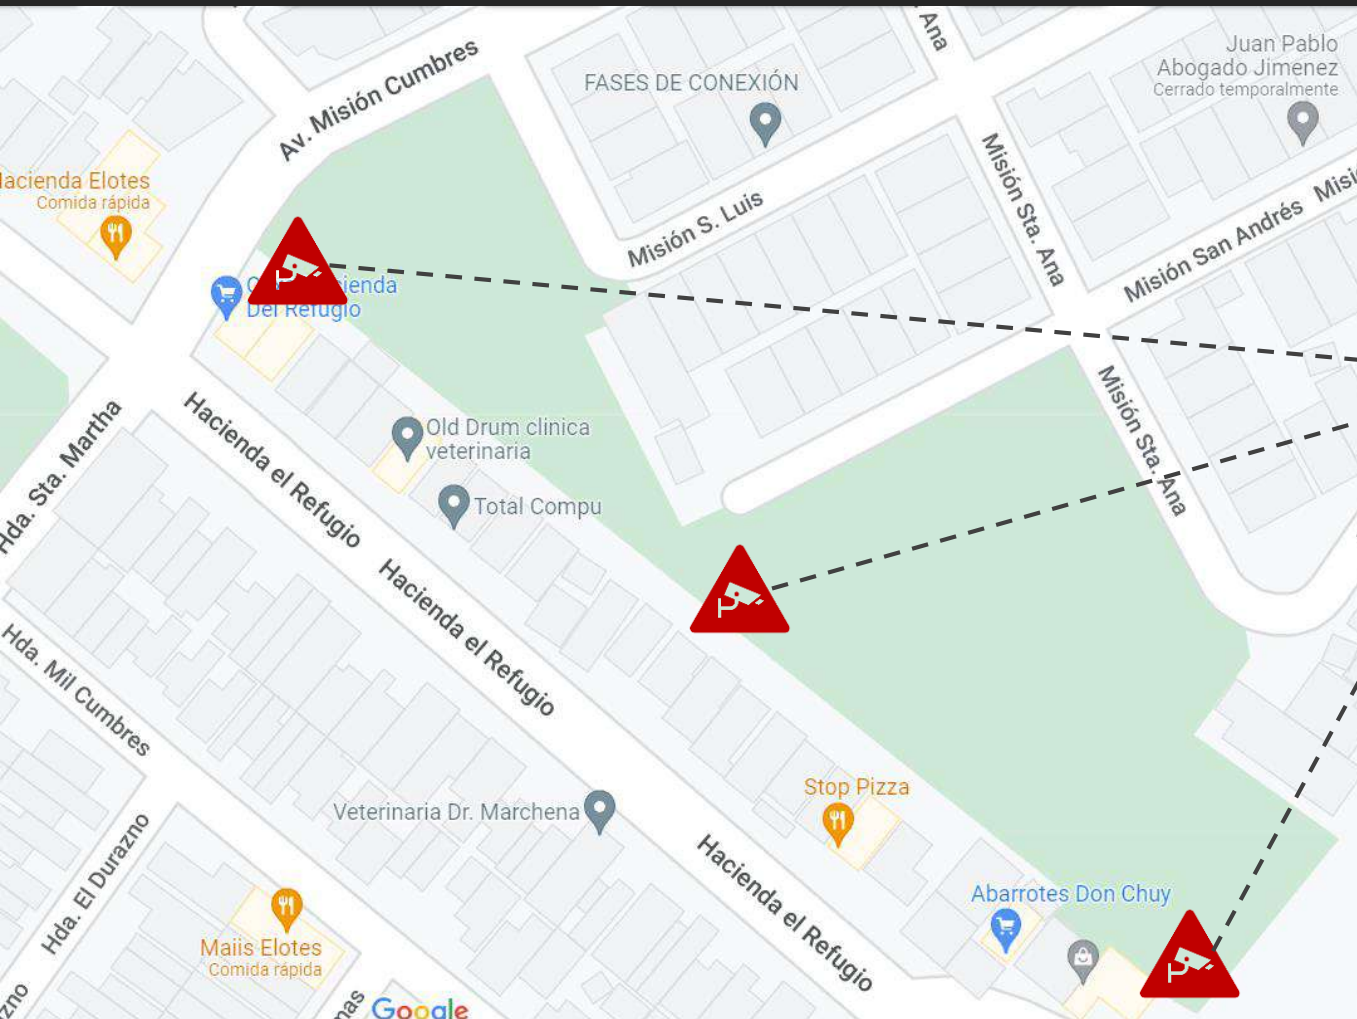 Ana
Juan Pablo
Abogado Jimenez
Cerrado temporalmente
Av. Misión Cumbres
FASES DE CONEXIÓN
Hacienda Elotes
Comida rápida
Misión S. Luis
Misión Sta. Ana
Misión San Andrés
Del Refugio
Hacienda el Refugio
Misión Sta. Ana
Hda. Sta. Martha
Old Drum clinica
veterinaria
Total Compu
Hacienda el Refugio
Hda. Mil Cumbres
Stop Pizza
Veterinaria Dr. Marchena
Hacienda el Refugio
Hda. El Durazno
Abarrotes Don Chuy
Maiis Elotes
Comida rápida
Google